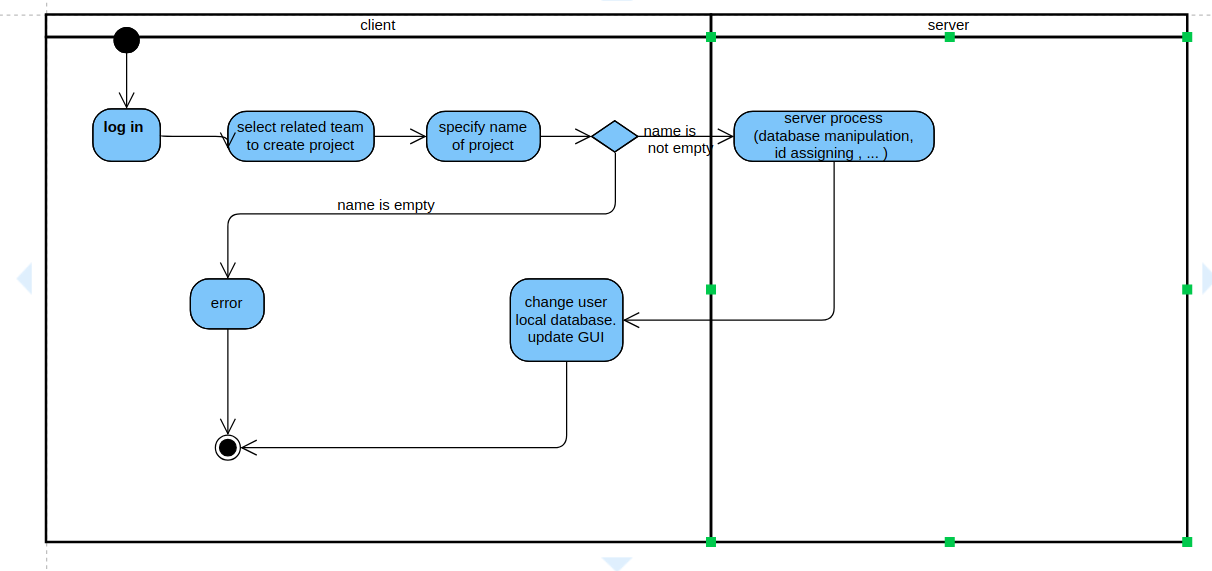 client
server
log in
select related team
to create project
specify name
of project
name is
not empty
server process
(database manipulation,
id assigning , ... )
name is empty
error
change user
local database.
update GUI